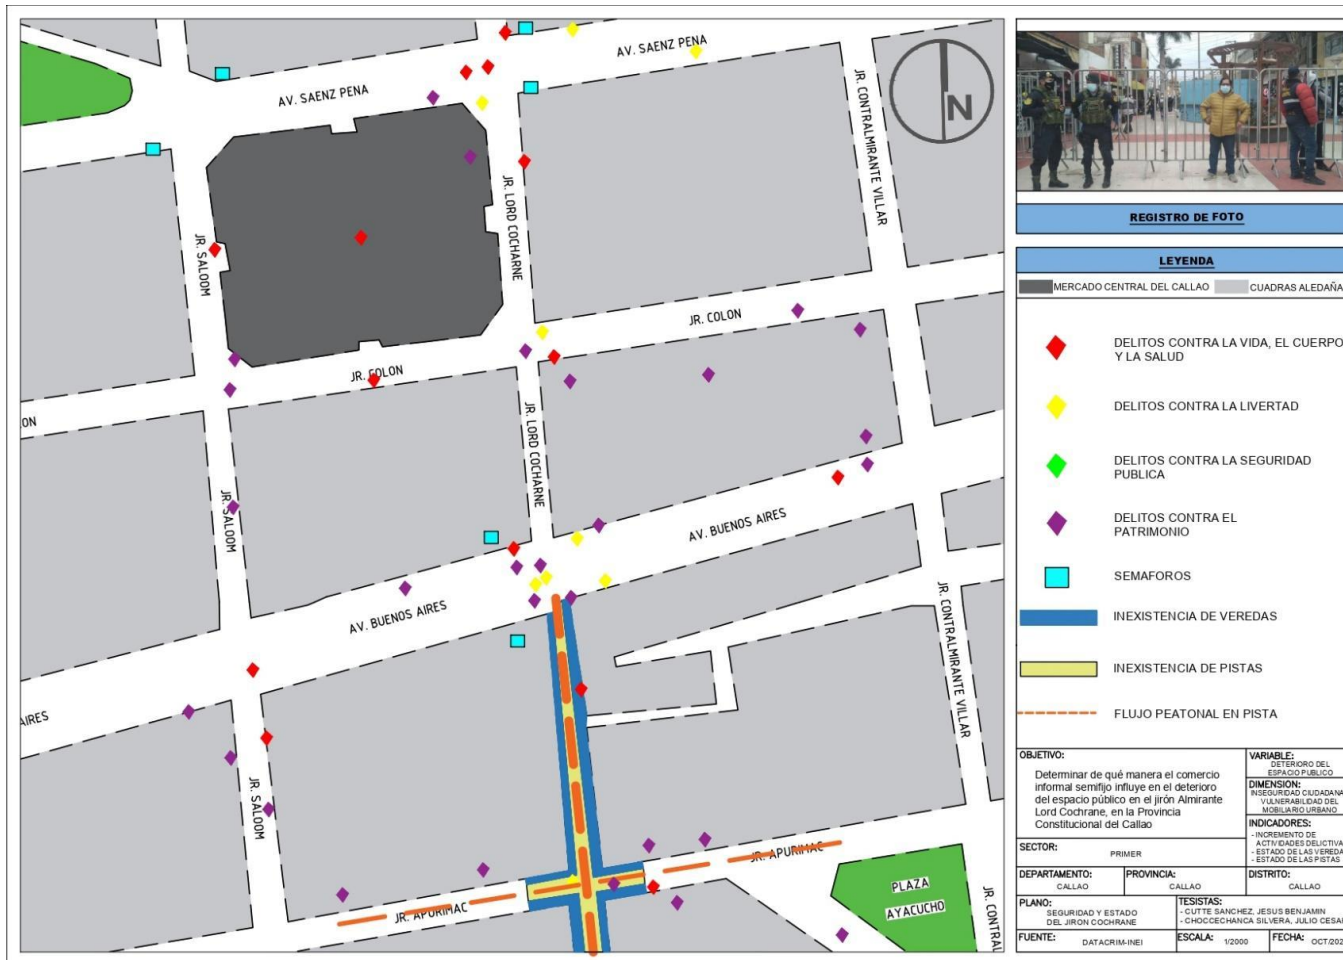 AV. SAENZ PENA
AV. SAENZ PENA
JR. CONTRALMIRANTE VILLAR
N
JR. LORD COCHARNE
JR. SALOOM
JR. COLON
JR. COLON
ON
JR. LORD COCHARNE
JR. SALOOM
AV. BUENOS AIRES
AV. BUENOS AIRES
AIRES
JR. CONTRALMIRANTE VILLAR
JR. SALOOM
JR. APURIMAC
JR. APURIMAC
PLAZA
AYACUCHO
JR. CONTRAL
REGISTRO DE FOTO
LEYENDA
MERCADO CENTRAL DEL CALLAO
CUADRAS ALEDAÑA
DELITOS CONTRA LA VIDA, EL CUERPO
Y LA SALUD
DELITOS CONTRA LA LIVERTAD
DELITOS CONTRA LA SEGURIDAD
PUBLICA
DELITOS CONTRA EL
PATRIMONIO
SEMAFOROS
INEXISTENCIA DE VEREDAS
INEXISTENCIA DE PISTAS
FLUJO PEATONAL EN PISTA
OBJETIVO:
Determinar de qué manera el comercio
informal semifijo influye en el deterioro
del espacio público en el jirón Almirante
Lord Cochrane, en la Provincia
Constitucional del Callao
VARIABLE:
DETERIORO DEL
ESPACIO PUBLICO
DIMENSION:
INSEGURIDAD CIUDADANA
VULNERABILIDAD DEL
MOBILIARIO URBANO
INDICADORES:
- INCREMENTO DE
ACTIVIDADES DELICTIVA
- ESTADO DE LAS VEREDA
- ESTADO DE LAS PISTAS
SECTOR:
PRIMER
DEPARTAMENTO:
CALLAO
PROVINCIA:
CALLAO
DISTRITO:
CALLAO
PLANO:
SEGURIDAD Y ESTADO
DEL JIRON COCHRANE
TESISTAS:
- CUTTE SANCHEZ, JESUS BENJAMIN
- CHOCCECHANCA SILVERA, JULIO CESAR
FUENTE:
DATACRIM-INEI
ESCALA: 1/2000
FECHA: OCT/202